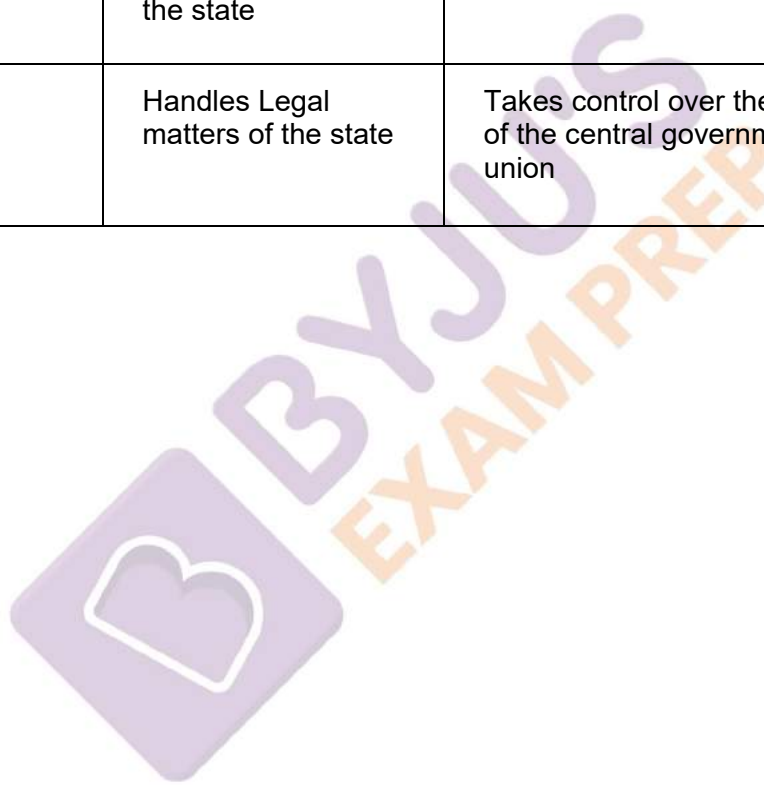 the state
Handles Legal
matters of the state
Takes control over the
of the central governm
union
BYJU'S
EXAM PREP